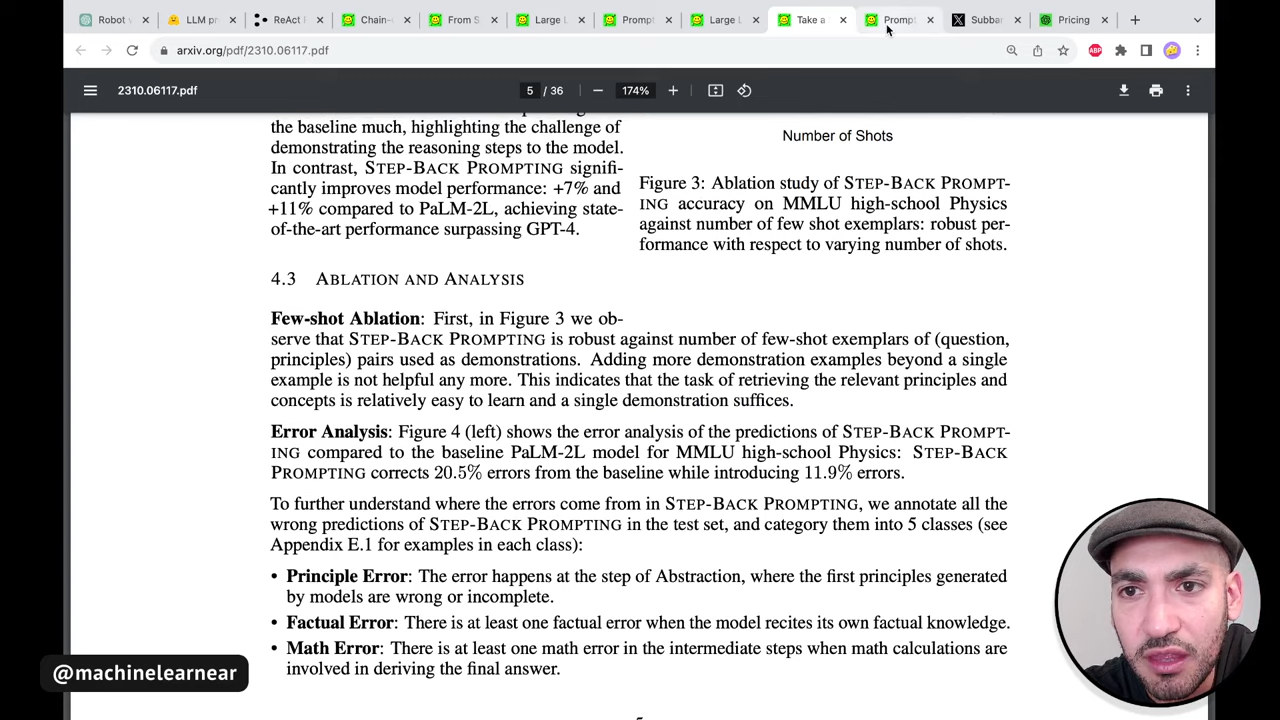 Robot
LLM pr
ReAct
Chain-
From S
Large L
Prompt
Large L
Take a
Prompt
Subba
Pricing
arxiv.org/pdf/2310.06117.pdf
ABP
2310.06117.pdf
5 / 36
174%
the baseline much, highlighting the challenge of
demonstrating the reasoning steps to the model.
In contrast, STEP-BACK PROMPTING signifi-
cantly improves model performance: +7% and
+11% compared to PaLM-2L, achieving state-
of-the-art performance surpassing GPT-4.
Number of Shots
Figure 3: Ablation study of STEP-BACK PROMPT-
ING accuracy on MMLU high-school Physics
against number of few shot exemplars: robust per-
formance with respect to varying number of shots.
4.3 ABLATION AND ANALYSIS
Few-shot Ablation: First, in Figure 3 we ob-
serve that STEP-BACK PROMPTING is robust against number of few-shot exemplars of (question,
principles) pairs used as demonstrations. Adding more demonstration examples beyond a single
example is not helpful any more. This indicates that the task of retrieving the relevant principles and
concepts is relatively easy to learn and a single demonstration suffices.
Error Analysis: Figure 4 (left) shows the error analysis of the predictions of STEP-BACK PROMPT-
ING compared to the baseline PaLM-2L model for MMLU high-school Physics: STEP-BACK
PROMPTING corrects 20.5% errors from the baseline while introducing 11.9% errors.
To further understand where the errors come from in STEP-BACK PROMPTING, we annotate all the
wrong predictions of STEP-BACK PROMPTING in the test set, and category them into 5 classes (see
Appendix E.1 for examples in each class):
• Principle Error: The error happens at the step of Abstraction, where the first principles generated
by models are wrong or incomplete.
• Factual Error: There is at least one factual error when the model recites its own factual knowledge.
• Math Error: There is at least one math error in the intermediate steps when math calculations are
involved in deriving the final answer.
@machinelearnear